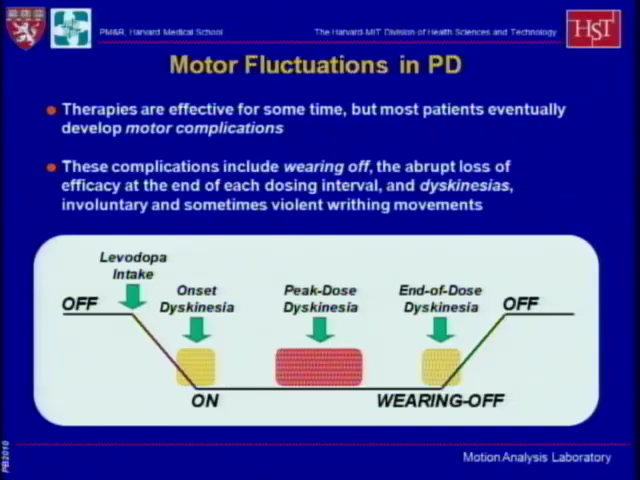 PM&R, Harvard Medical School
The Harvard-MIT Division of Health Sciences and Technology
HST
Motor Fluctuations in PD
Therapies are effective for some time, but most patients eventually
develop motor complications
These complications include wearing off, the abrupt loss of
efficacy at the end of each dosing interval, and dyskinesias,
involuntary and sometimes violent writhing movements
Levodopa
Intake
OFF
Onset
Dyskinesia
Peak-Dose
Dyskinesia
End-of-Dose
Dyskinesia
OFF
ON
WEARING-OFF
PB2010
Motion Analysis Laboratory